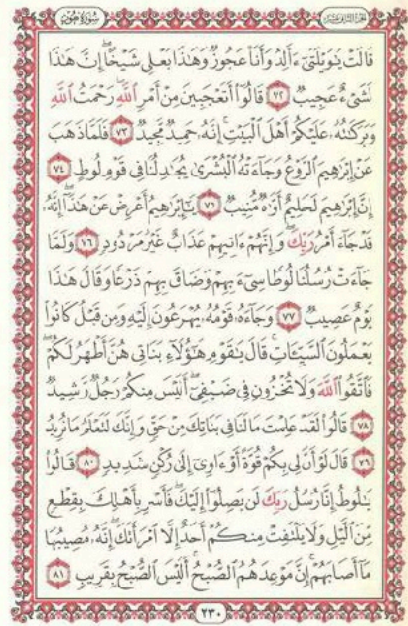 سورة هود
الجزء الثاني عشر
قَالَتْ يَٰوَيْلَتَىٰٓ ءَأَلِدُ وَأَنَا۠ عَجُوزٌ وَهَٰذَا بَعْلِى شَيْخًا ۖ إِنَّ هَٰذَا
لَشَىْءٌ عَجِيبٌ ٧٢ قَالُوٓا۟ أَتَعْجَبِينَ مِنْ أَمْرِ ٱللَّهِ ۖ رَحْمَتُ ٱللَّهِ
وَبَرَكَٰتُهُۥ عَلَيْكُمْ أَهْلَ ٱلْبَيْتِ ۚ إِنَّهُۥ حَمِيدٌ مَّجِيدٌ ٧٣ فَلَمَّا ذَهَبَ
عَنْ إِبْرَٰهِيمَ ٱلرَّوْعُ وَجَآءَتْهُ ٱلْبُشْرَىٰ يُجَٰدِلُنَا فِى قَوْمِ لُوطٍ ٧٤
إِنَّ إِبْرَٰهِيمَ لَحَلِيمٌ أَوَّٰهٌ مُّنِيبٌ ٧٥ يَٰٓإِبْرَٰهِيمُ أَعْرِضْ عَنْ هَٰذَآ ۖ إِنَّهُۥ
قَدْ جَآءَ أَمْرُ رَبِّكَ ۖ وَإِنَّهُمْ ءَاتِيهِمْ عَذَابٌ غَيْرُ مَرْدُودٍ ٧٦ وَلَمَّا
جَآءَتْ رُسُلُنَا لُوطًا سِىٓءَ بِهِمْ وَضَاقَ بِهِمْ ذَرْعًا وَقَالَ هَٰذَا
يَوْمٌ عَصِيبٌ ٧٧ وَجَآءَهُۥ قَوْمُهُۥ يُهْرَعُونَ إِلَيْهِ وَمِن قَبْلُ كَانُوا۟
يَعْمَلُونَ ٱلسَّيِّـَٔاتِ ۚ قَالَ يَٰقَوْمِ هَٰٓؤُلَآءِ بَنَاتِى هُنَّ أَطْهَرُ لَكُمْ ۖ
فَٱتَّقُوا۟ ٱللَّهَ وَلَا تُخْزُونِ فِى ضَيْفِىٓ ۖ أَلَيْسَ مِنكُمْ رَجُلٌ رَّشِيدٌ
٧٨ قَالُوا۟ لَقَدْ عَلِمْتَ مَا لَنَا فِى بَنَاتِكَ مِنْ حَقٍّ وَإِنَّكَ لَتَعْلَمُ مَا نُرِيدُ
٧٩ قَالَ لَوْ أَنَّ لِى بِكُمْ قُوَّةً أَوْ ءَاوِىٓ إِلَىٰ رُكْنٍ شَدِيدٍ ٨٠ قَالُوا۟
يَٰلُوطُ إِنَّا رُسُلُ رَبِّكَ لَن يَصِلُوٓا۟ إِلَيْكَ ۖ فَأَسْرِ بِأَهْلِكَ بِقِطْعٍ
مِّنَ ٱلَّيْلِ وَلَا يَلْتَفِتْ مِنكُمْ أَحَدٌ إِلَّا ٱمْرَأَتَكَ ۖ إِنَّهُۥ مُصِيبُهَا
مَآ أَصَابَهُمْ ۚ إِنَّ مَوْعِدَهُمُ ٱلصُّبْحُ ۚ أَلَيْسَ ٱلصُّبْحُ بِقَرِيبٍ ٨١
٢٣٠